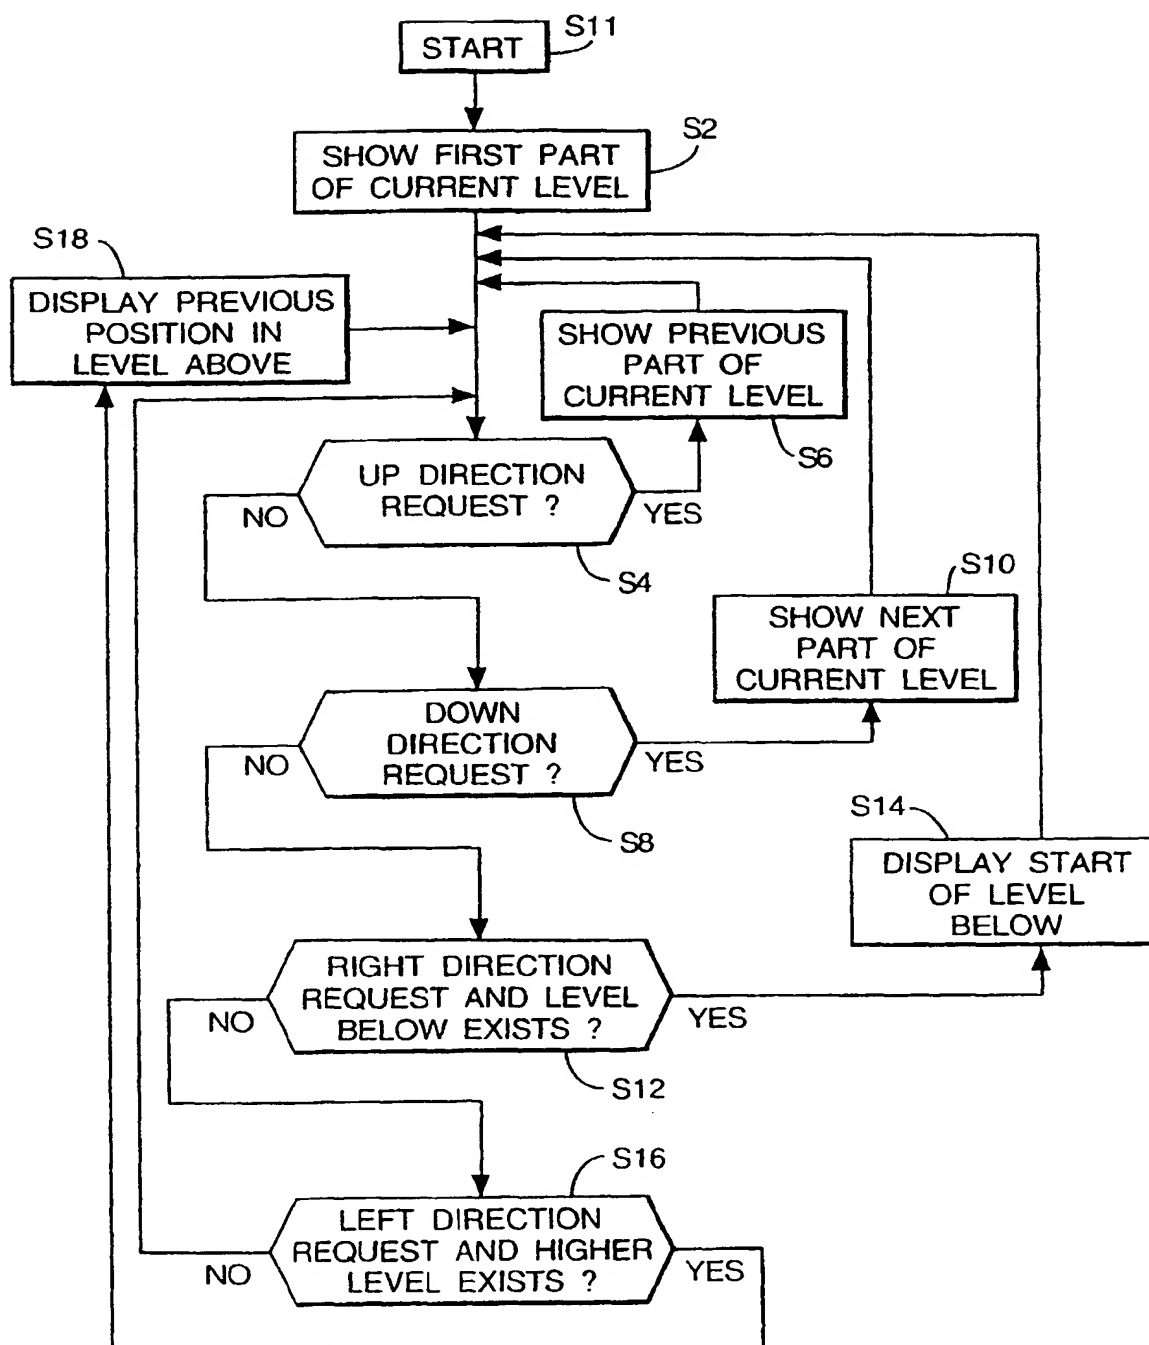 START
S11
SHOW FIRST PART
OF CURRENT LEVEL
S2
S18
DISPLAY PREVIOUS
POSITION IN
LEVEL ABOVE
SHOW PREVIOUS
PART OF
CURRENT LEVEL
S6
UP DIRECTION
REQUEST ?
NO
YES
S4
S10
SHOW NEXT
PART OF
CURRENT LEVEL
DOWN
DIRECTION
REQUEST ?
NO
YES
S8
S14
DISPLAY START
OF LEVEL
BELOW
RIGHT DIRECTION
REQUEST AND LEVEL
BELOW EXISTS ?
NO
YES
S12
S16
LEFT DIRECTION
REQUEST AND HIGHER
LEVEL EXISTS ?
NO
YES